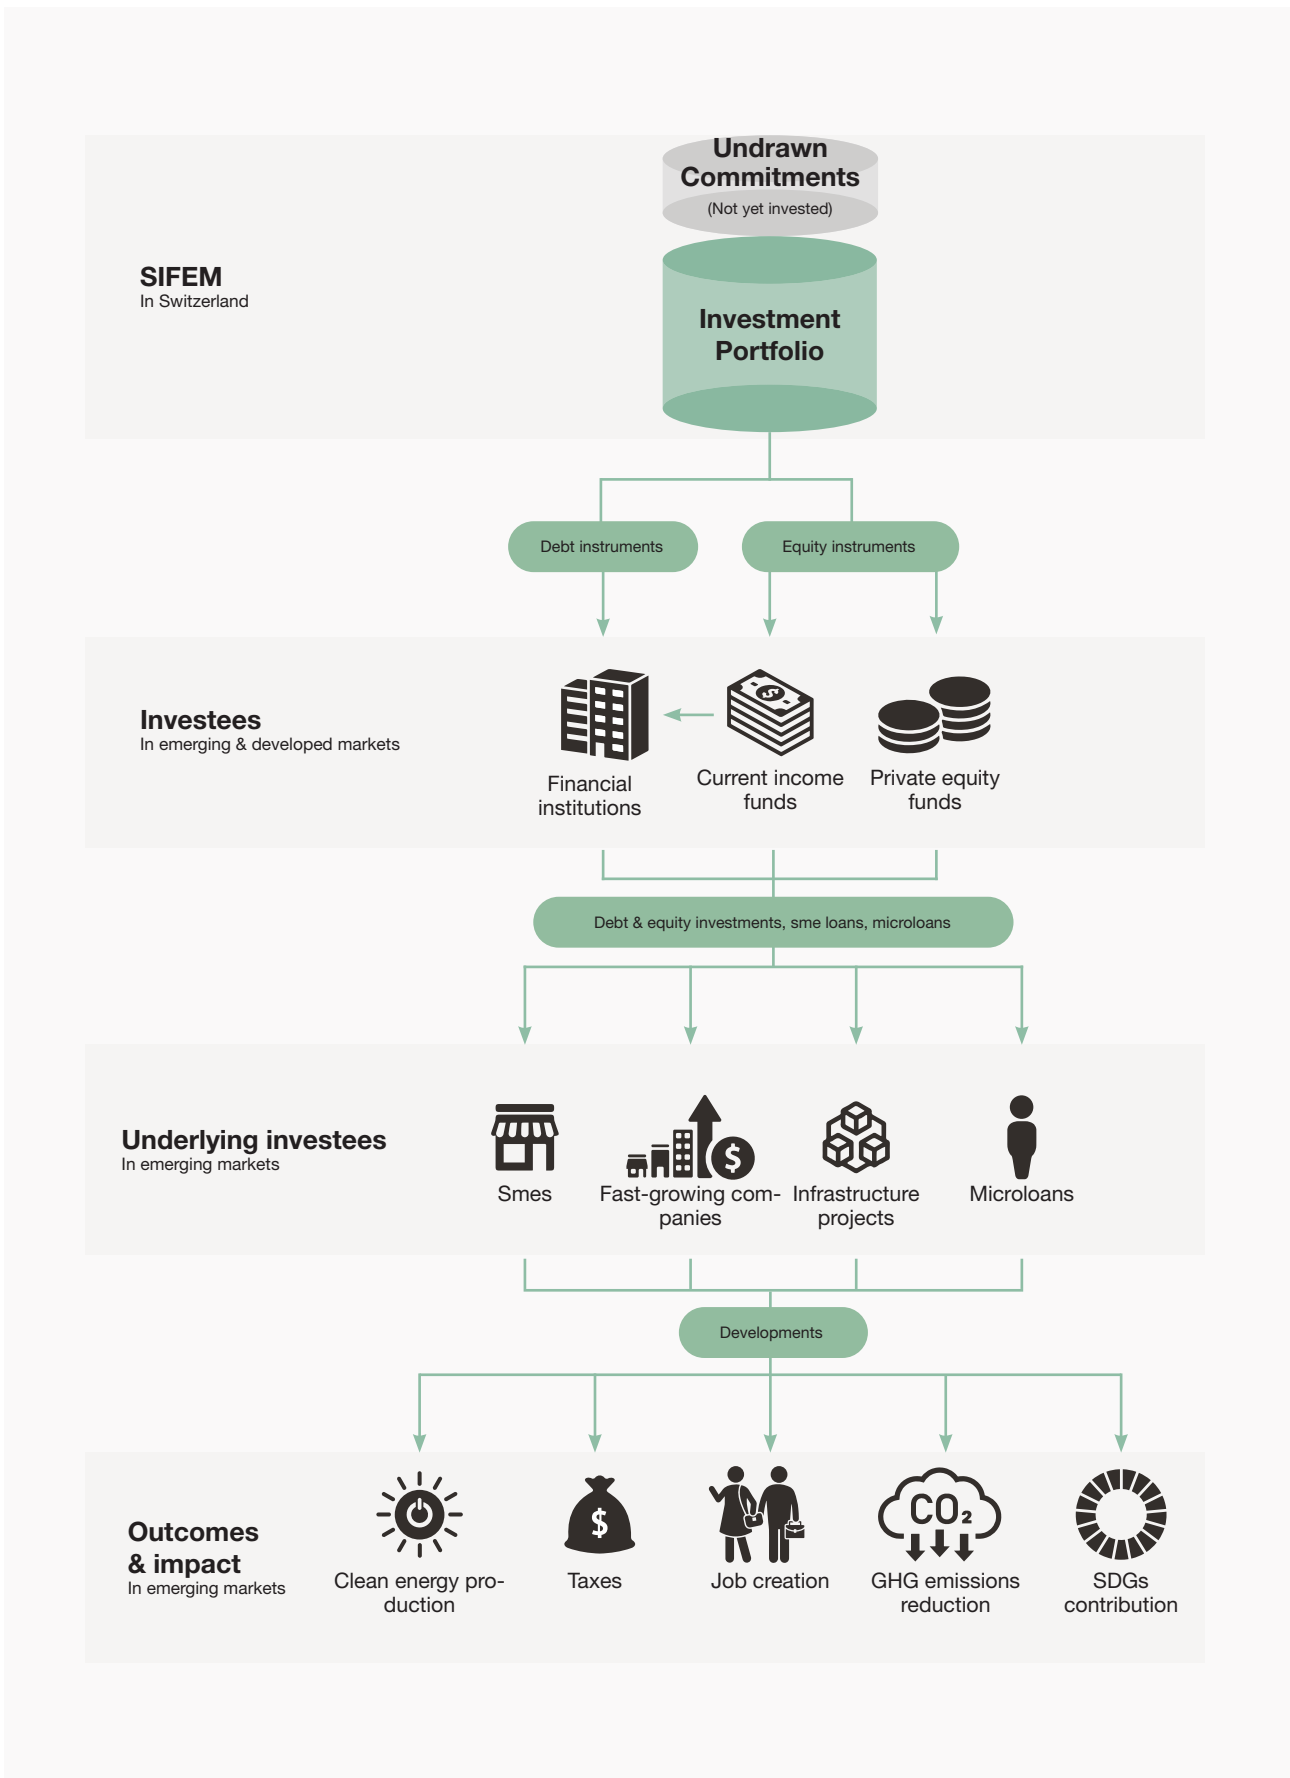 Undrawn
Commitments
(Not yet invested)
SIFEM
In Switzerland
Investment
Portfolio
Debt instruments
Equity instruments
Investees
In emerging & developed markets
Financial
institutions
Current income
funds
Private equity
funds
Debt & equity investments, sme loans, microloans
Underlying investees
In emerging markets
Smes
Fast-growing com-
panies
Infrastructure
projects
Microloans
Developments
Outcomes
& impact
In emerging markets
Clean energy pro-
duction
$
Taxes
Job creation
CO₂
GHG emissions
reduction
SDGs
contribution